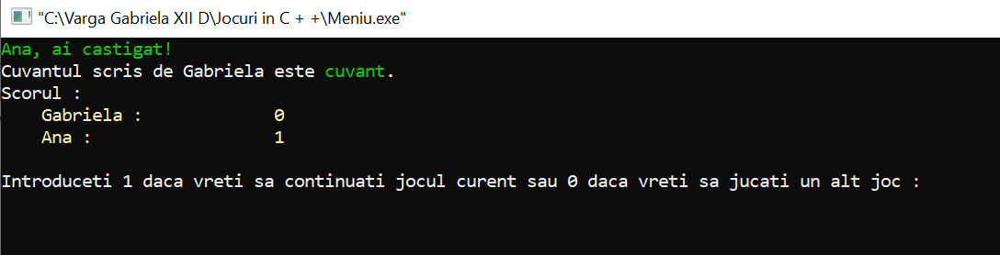 "C:\Varga Gabriela XII D\Jocuri in C + +\Meniu.exe"
Ana, ai castigat!
Cuvantul scris de Gabriela este cuvant.
Scorul :
Gabriela : 0
Ana : 1
Introduceti 1 daca vreti sa continuati jocul curent sau 0 daca vreti sa jucati un alt joc :